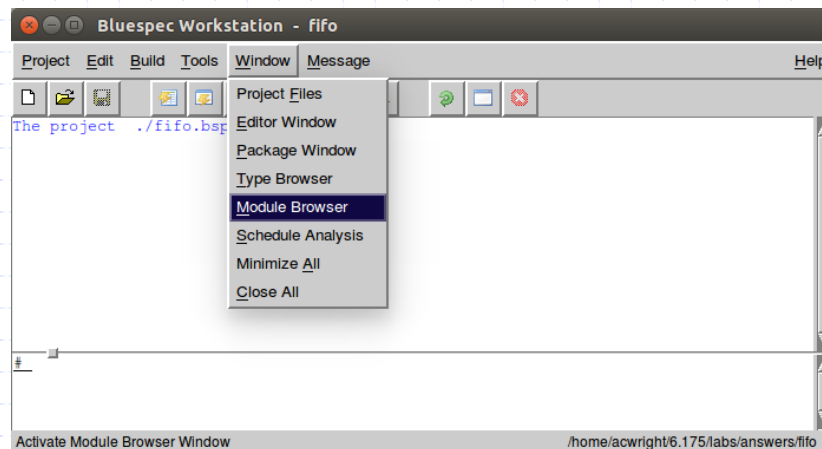 Bluespec Workstation - fifo
Project Edit Build Tools Window Message Help
Project Files
The project ./fifo.bsp
Editor Window
Package Window
Type Browser
Module Browser
Schedule Analysis
Minimize All
Close All
#
Activate Module Browser Window /home/acwright/6.175/labs/answers/fifo